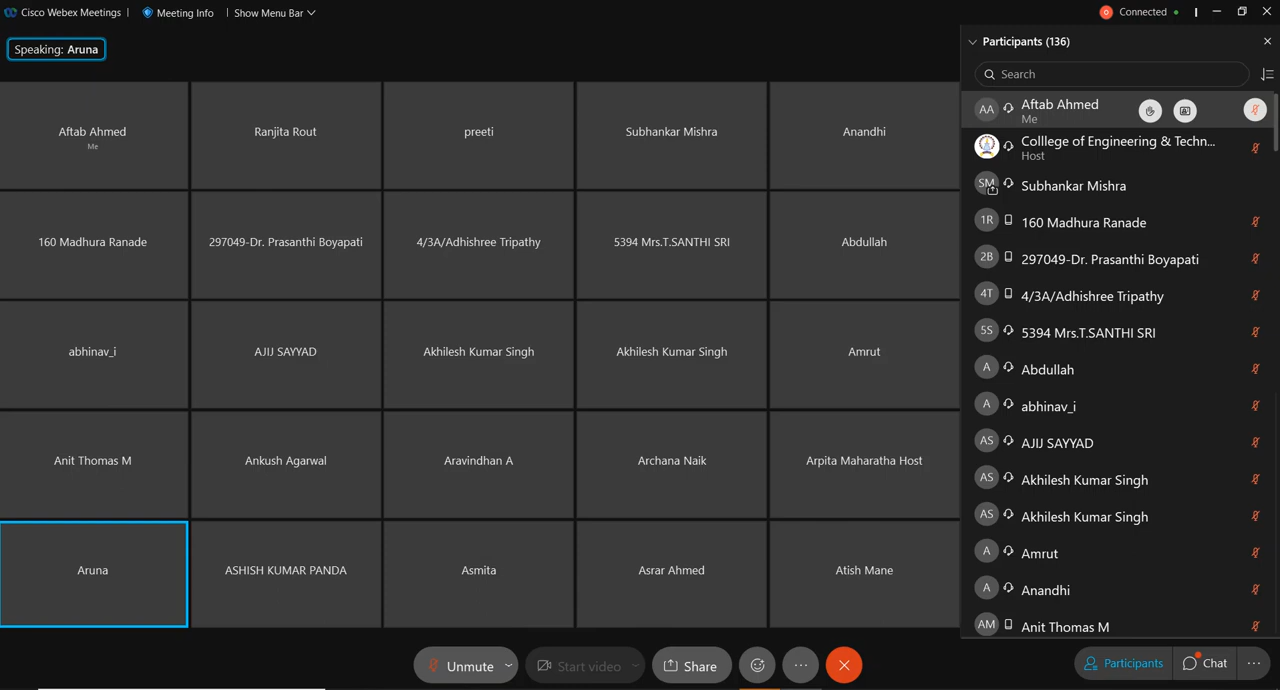 Cisco Webex Meetings | Meeting Info | Show Menu Bar
Connected
Speaking: Aruna
Aftab Ahmed
Me
Ranjita Rout
preeti
Subhankar Mishra
Anandhi
160 Madhura Ranade
297049-Dr. Prasanthi Boyapati
4/3A/Adhishree Tripathy
5394 Mrs.T.SANTHI SRI
Abdullah
abhinav_i
AJIJ SAYYAD
Akhilesh Kumar Singh
Akhilesh Kumar Singh
Amrut
Anit Thomas M
Ankush Agarwal
Aravindhan A
Archana Naik
Arpita Maharatha Host
Aruna
ASHISH KUMAR PANDA
Asmita
Asrar Ahmed
Atish Mane
Participants (136)
Search
AA Aftab Ahmed
Me
Colllege of Engineering & Techn...
Host
SM Subhankar Mishra
1R 160 Madhura Ranade
2B 297049-Dr. Prasanthi Boyapati
4T 4/3A/Adhishree Tripathy
5S 5394 Mrs.T.SANTHI SRI
A Abdullah
A abhinav_i
AS AJIJ SAYYAD
AS Akhilesh Kumar Singh
AS Akhilesh Kumar Singh
A Amrut
A Anandhi
AM Anit Thomas M
Unmute
Start video
Share
Participants
Chat